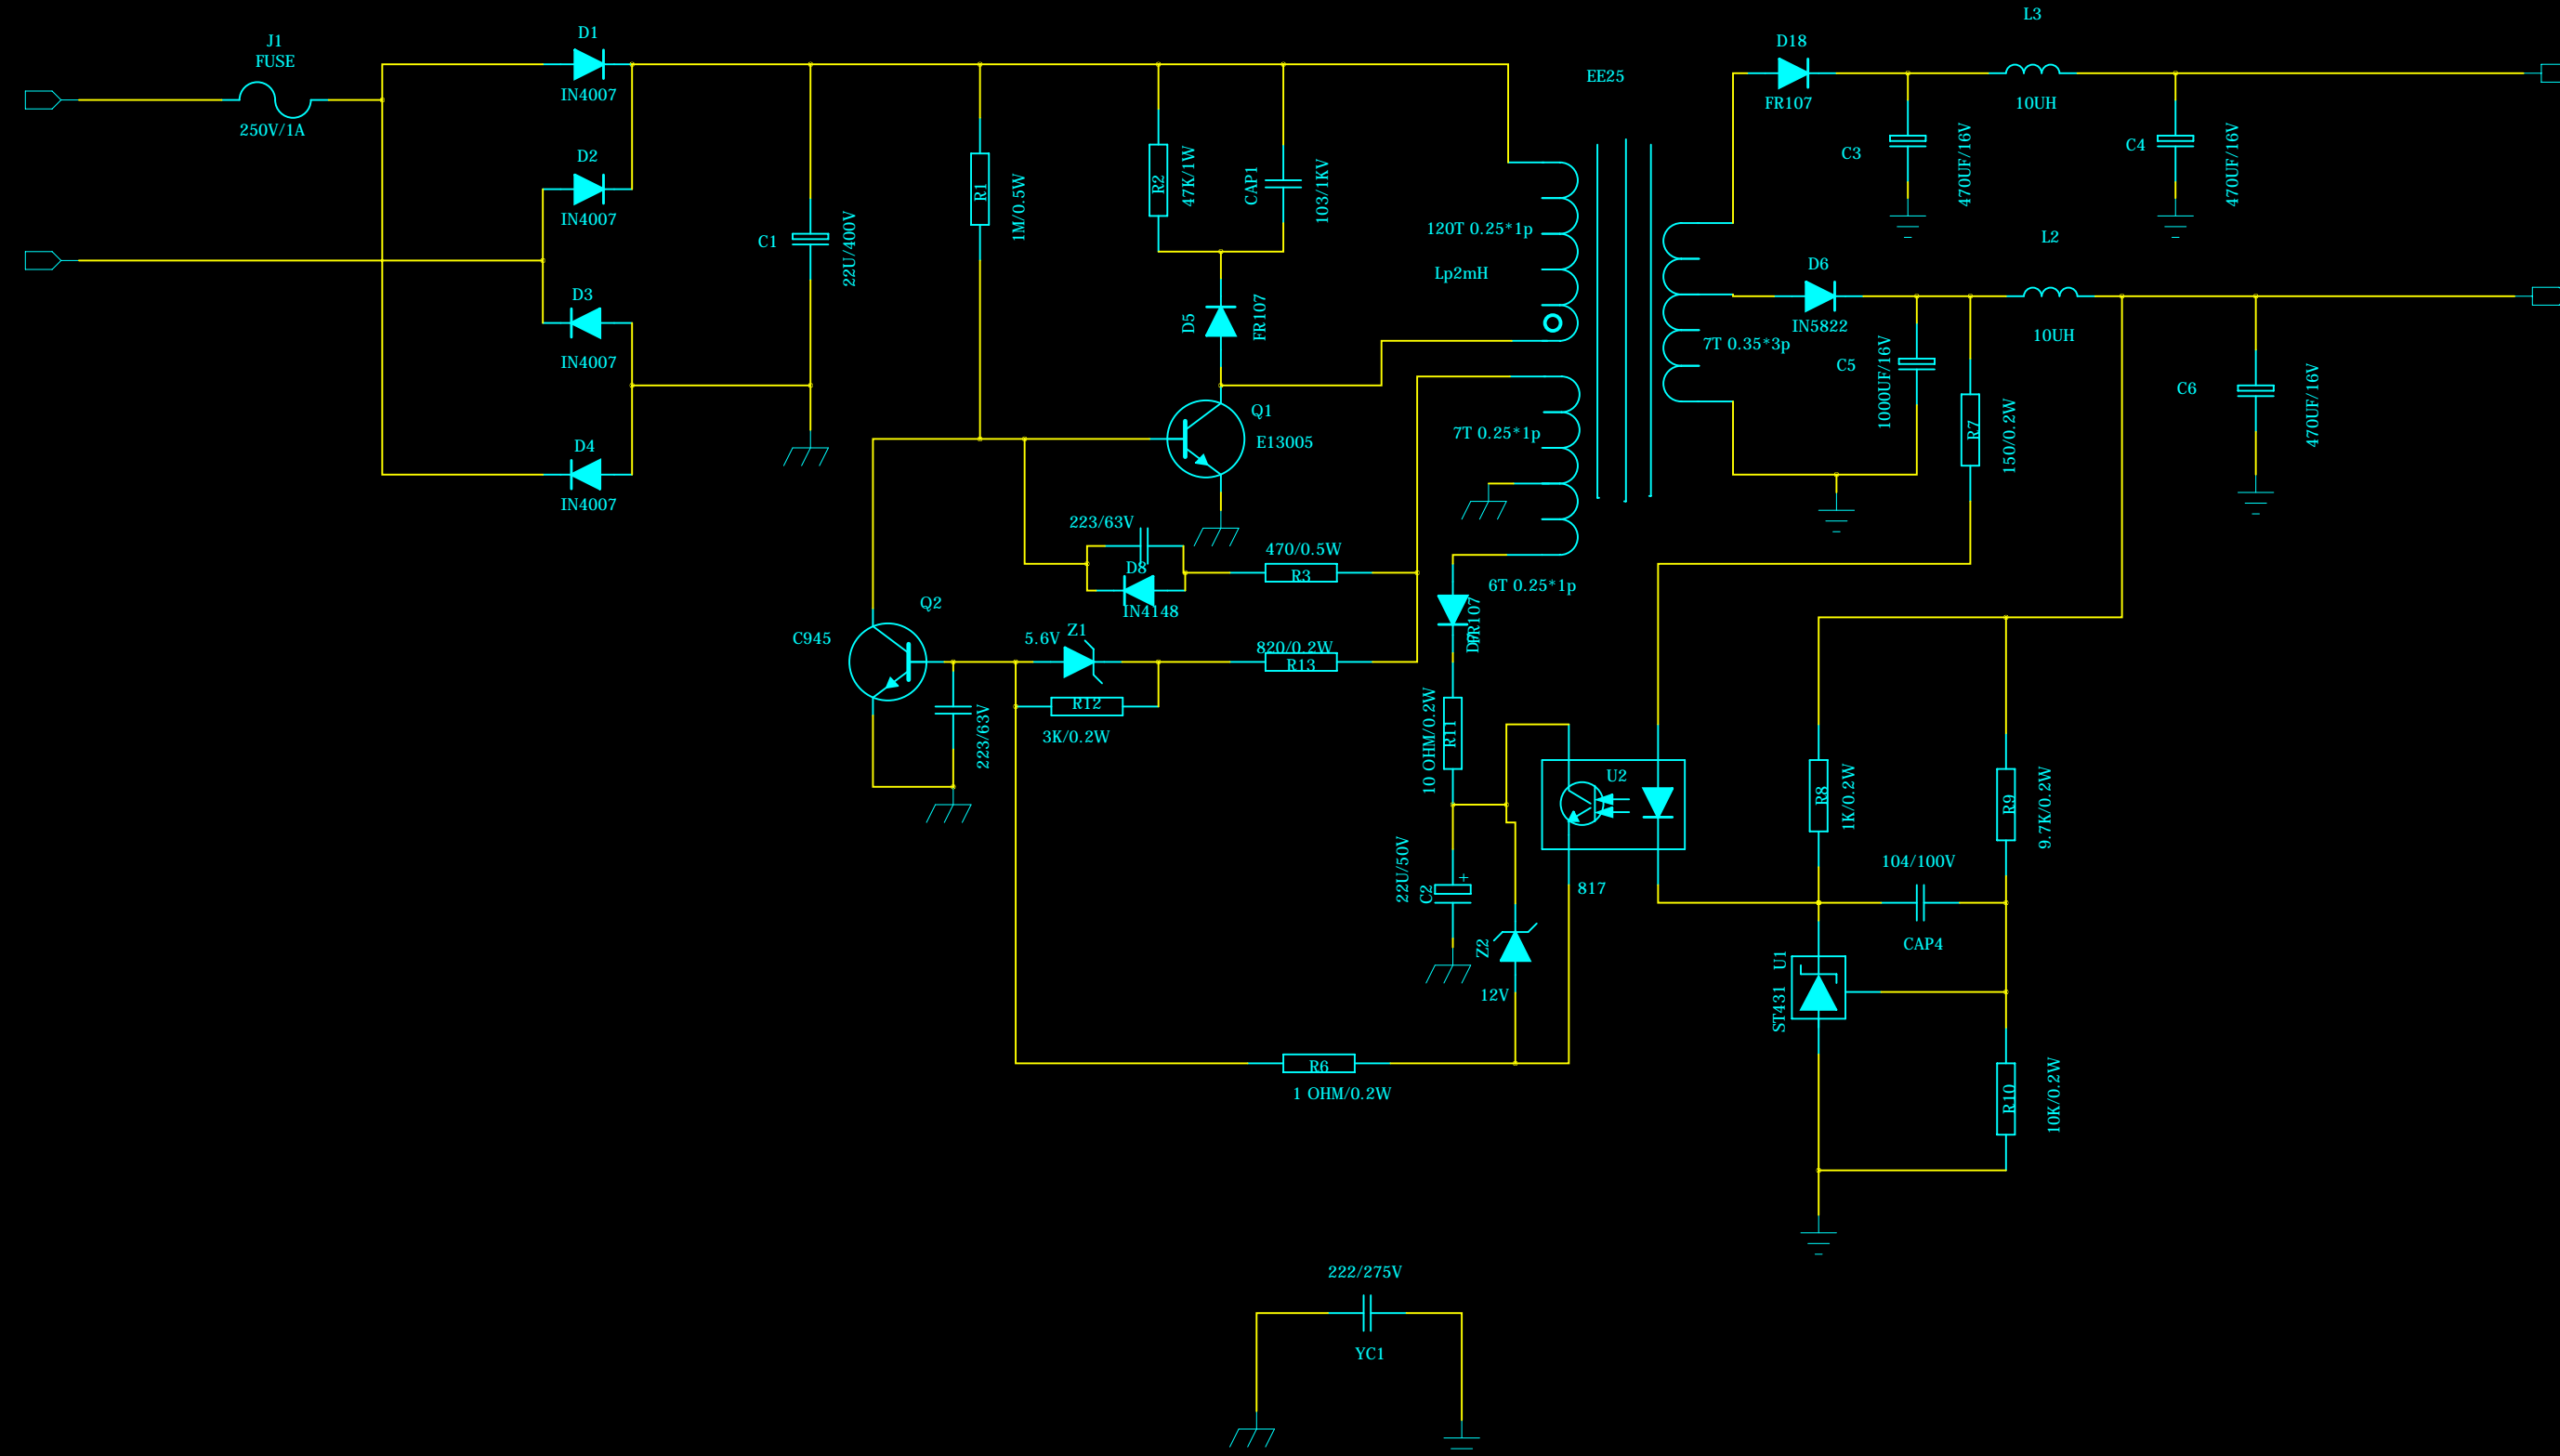 J1
FUSE
250V/1A
D1
IN4007
D2
IN4007
D3
IN4007
D4
IN4007
C1
22U/400V
R1
1M/0.5W
R2
47K/1W
CAP1
103/1KV
D5
FR107
Q1
E13005
EE25
120T 0.25*1p
Lp2mH
7T 0.25*1p
6T 0.25*1p
7T 0.35*3p
D18
FR107
L3
10UH
C3
470UF/16V
C4
470UF/16V
L2
10UH
D6
IN5822
C5
1000UF/16V
R7
150/0.2W
C6
470UF/16V
223/63V
D8
IN4148
470/0.5W
R3
Q2
C945
5.6V
Z1
820/0.2W
R13
R12
3K/0.2W
223/63V
FR107
10 OHM/0.2W
R11
U2
817
22U/50V
C2
+
Z2
12V
R6
1 OHM/0.2W
R8
1K/0.2W
R9
9.7K/0.2W
104/100V
CAP4
ST431 U1
R10
10K/0.2W
222/275V
YC1